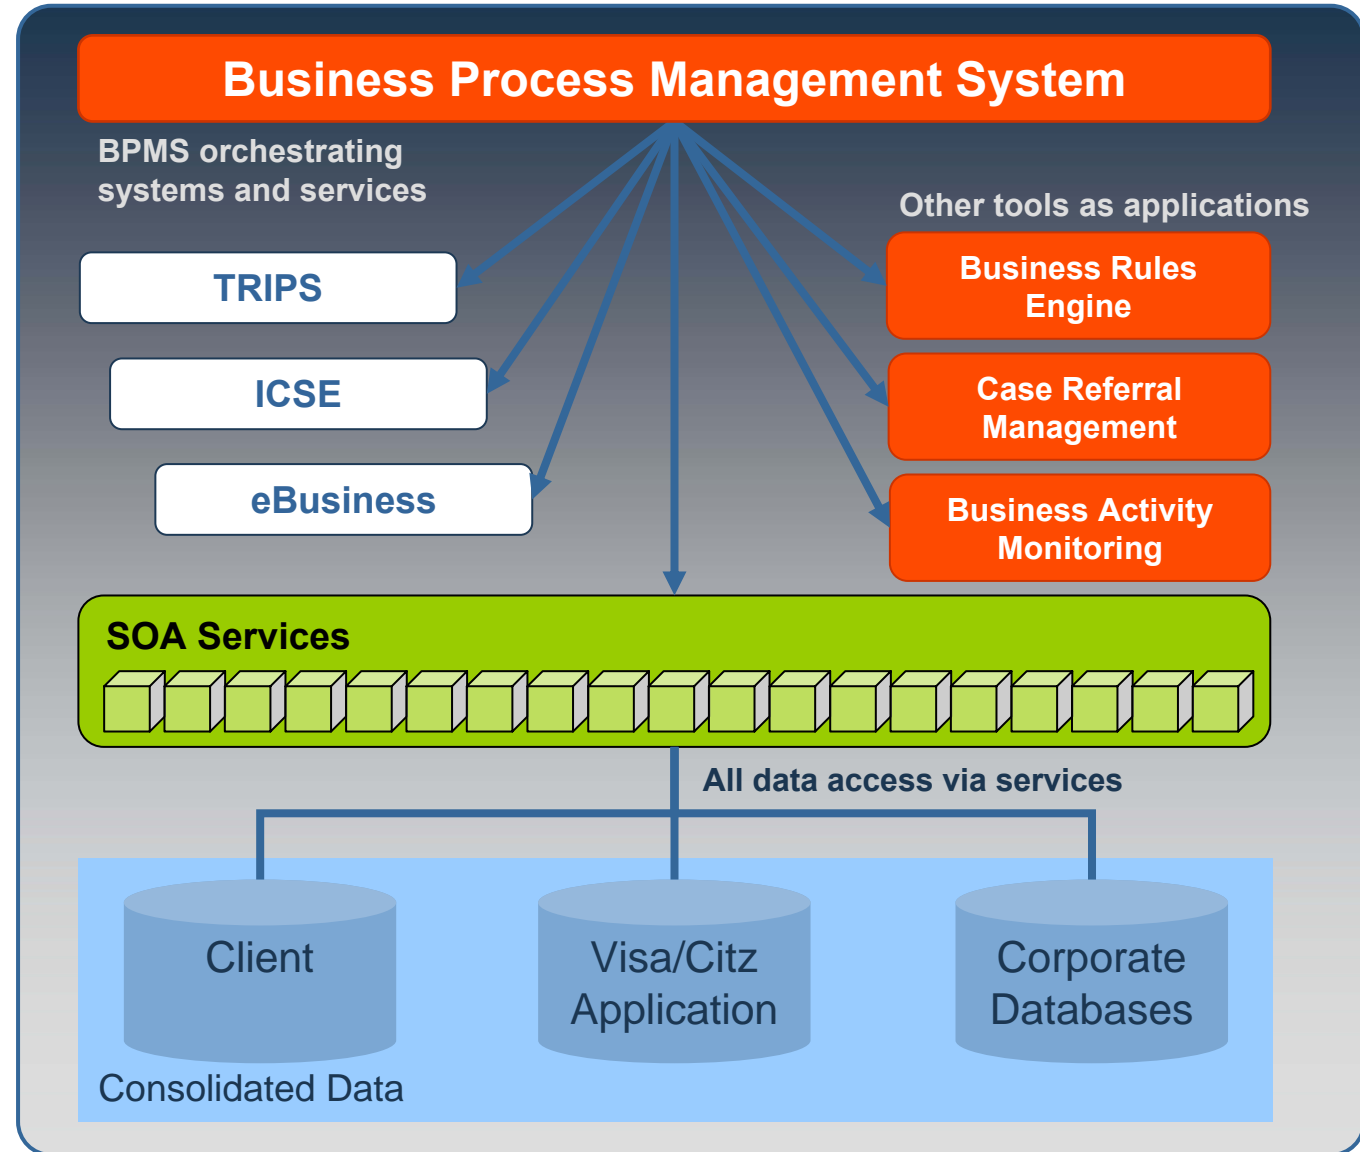 Business Process Management System
BPMS orchestrating
systems and services
Other tools as applications
TRIPS
ICSE
eBusiness
Business Rules
Engine
Case Referral
Management
Business Activity
Monitoring
SOA Services
All data access via services
Client
Visa/Citz
Application
Corporate
Databases
Consolidated Data